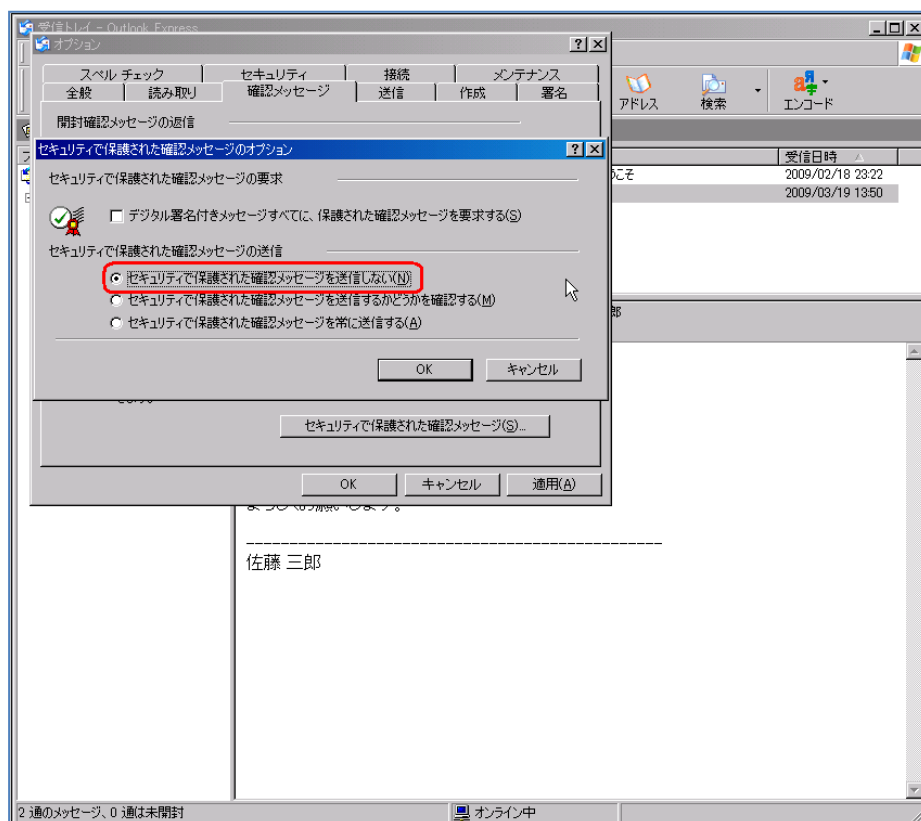 受信トレイ - Outlook Express
オプション
スペル チェック セキュリティ 接続 メンテナンス
全般 読み取り 確認メッセージ 送信 作成 署名
アドレス 検索 エンコード
開封確認メッセージの返信
セキュリティで保護された確認メッセージのオプション
受信日時
セキュリティで保護された確認メッセージの要求
こそ 2009/02/18 23:22
2009/03/19 13:50
デジタル署名付きメッセージすべてに、保護された確認メッセージを要求する(S)
セキュリティで保護された確認メッセージの送信
セキュリティで保護された確認メッセージを送信しない(N)
セキュリティで保護された確認メッセージを送信するかどうかを確認する(M)
郎
セキュリティで保護された確認メッセージを常に送信する(A)
OK キャンセル
セキュリティで保護された確認メッセージ(S)...
OK キャンセル 適用(A)
佐藤 三郎
2 通のメッセージ、0 通は未開封 オンライン中